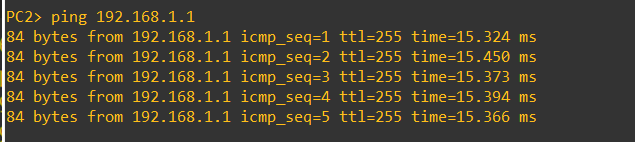 PC2> ping 192.168.1.1
84 bytes from 192.168.1.1 icmp_seq=1 ttl=255 time=15.324 ms
84 bytes from 192.168.1.1 icmp_seq=2 ttl=255 time=15.450 ms
84 bytes from 192.168.1.1 icmp_seq=3 ttl=255 time=15.373 ms
84 bytes from 192.168.1.1 icmp_seq=4 ttl=255 time=15.394 ms
84 bytes from 192.168.1.1 icmp_seq=5 ttl=255 time=15.366 ms